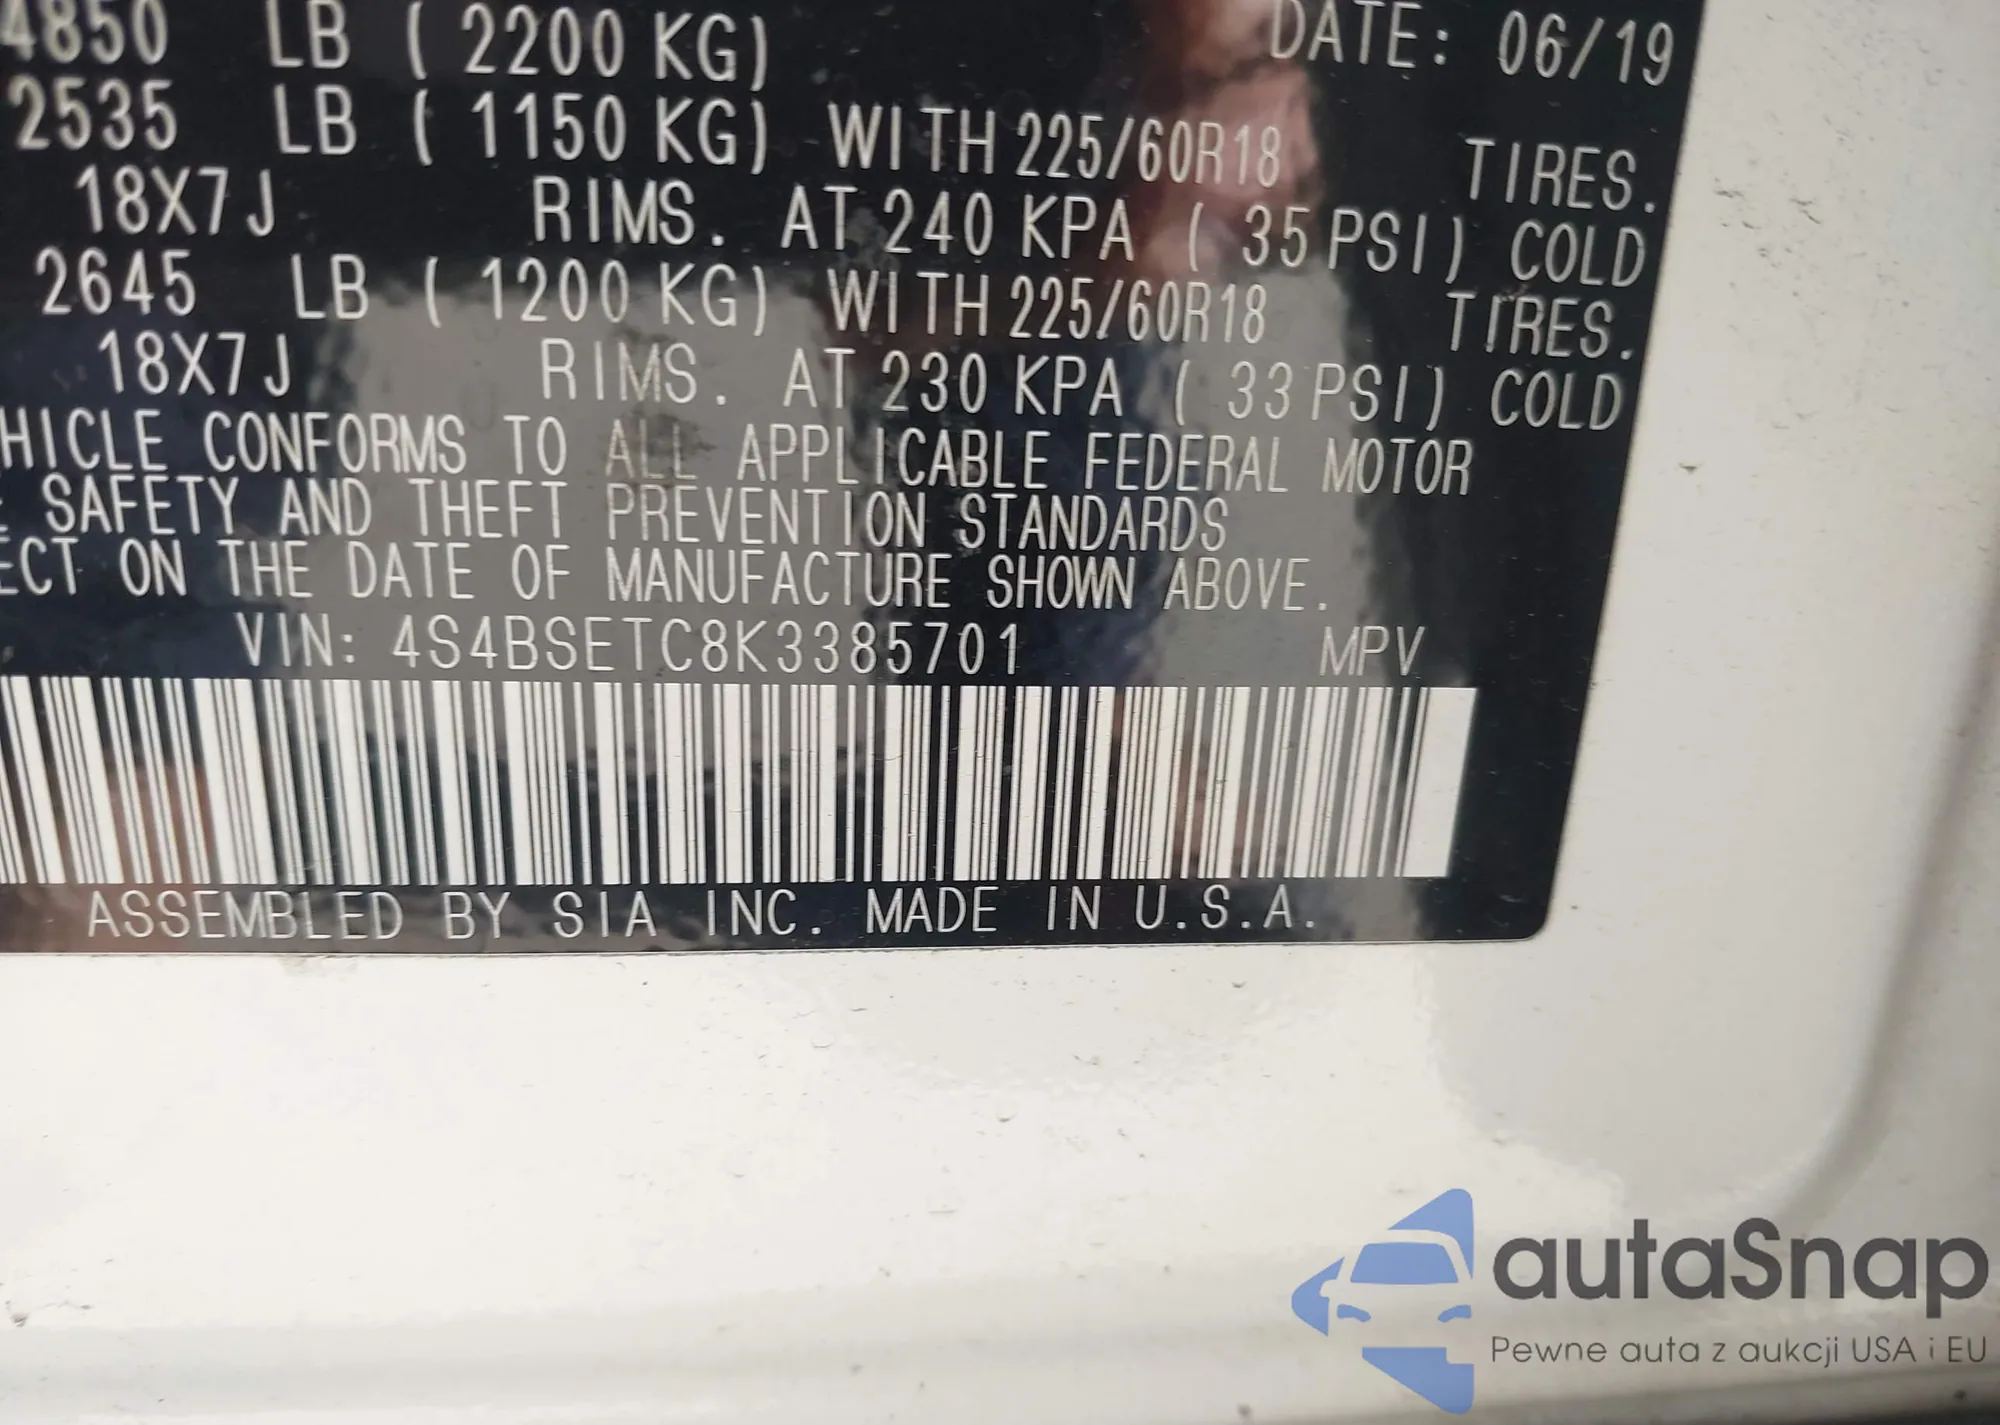 4850 LB ( 2200 KG) DATE: 06/19
2535 LB ( 1150 KG) WITH 225/60R18 TIRES.
18X7J RIMS. AT 240 KPA ( 35 PSI) COLD
2645 LB ( 1200 KG) WITH 225/60R18 TIRES.
18X7J RIMS. AT 230 KPA ( 33 PSI) COLD
HICLE CONFORMS TO ALL APPLICABLE FEDERAL MOTOR
E SAFETY AND THEFT PREVENTION STANDARDS
ECT ON THE DATE OF MANUFACTURE SHOWN ABOVE.
VIN: 4S4BSETC8K3385701 MPV
ASSEMBLED BY SIA INC. MADE IN U.S.A.
autaSnap
Pewne auta z aukcji USA i EU